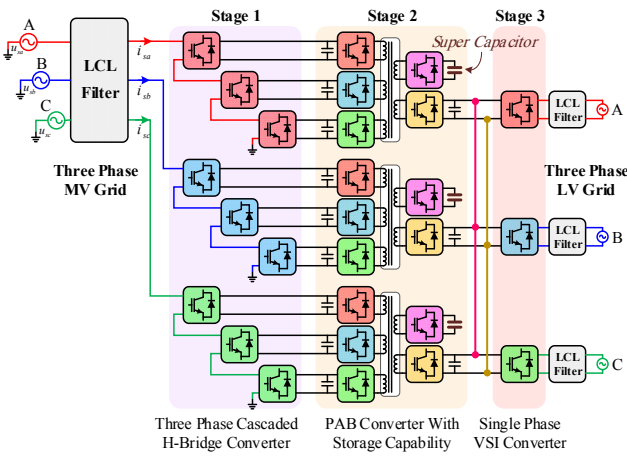 Stage 1
Stage 2
Stage 3
A
u_sa
B
u_sb
C
u_sc
LCL
Filter
i_sa
i_sb
i_sc
Three Phase
MV Grid
Super Capacitor
LCL
Filter
A
Three Phase
LV Grid
LCL
Filter
B
LCL
Filter
C
Three Phase Cascaded
H-Bridge Converter
PAB Converter With
Storage Capability
Single Phase
VSI Converter